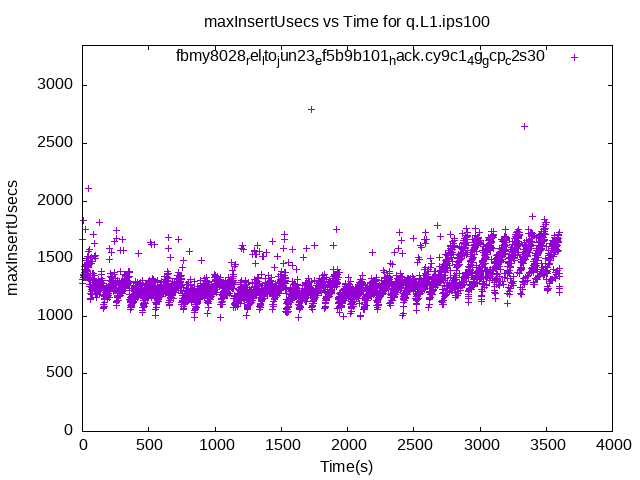 maxInsertUsecs vs Time for q.L1.ips100
fbmy8028relltojun23ef5b9b101hack.cy9c14ggcpc2s30
3000
2500
2000
1500
1000
500
0
maxInsertUsecs
0 500 1000 1500 2000 2500 3000 3500 4000
Time(s)